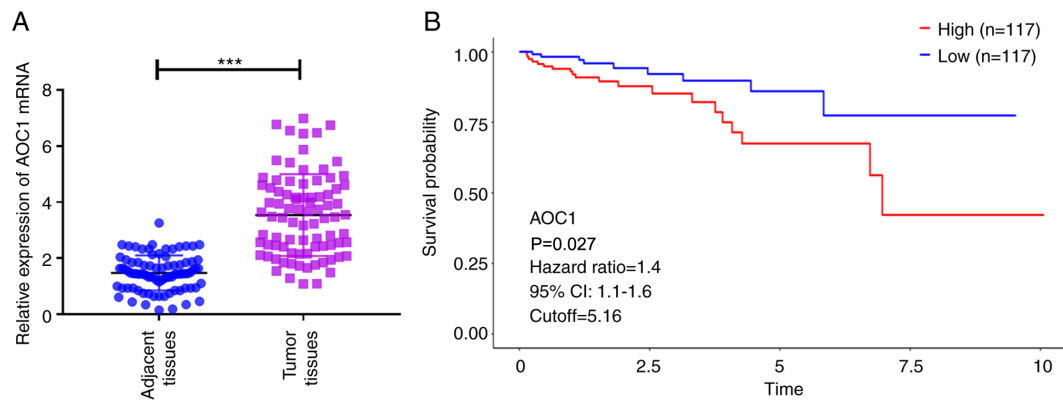 A
***
Relative expression of AOC1 mRNA
8
6
4
2
0
Adjacent
tissues
Tumor
tissues
B
High (n=117)
Low (n=117)
Survival probability
1.00
0.75
0.50
0.25
0.00
AOC1
P=0.027
Hazard ratio=1.4
95% CI: 1.1-1.6
Cutoff=5.16
0
2.5
5
7.5
10
Time